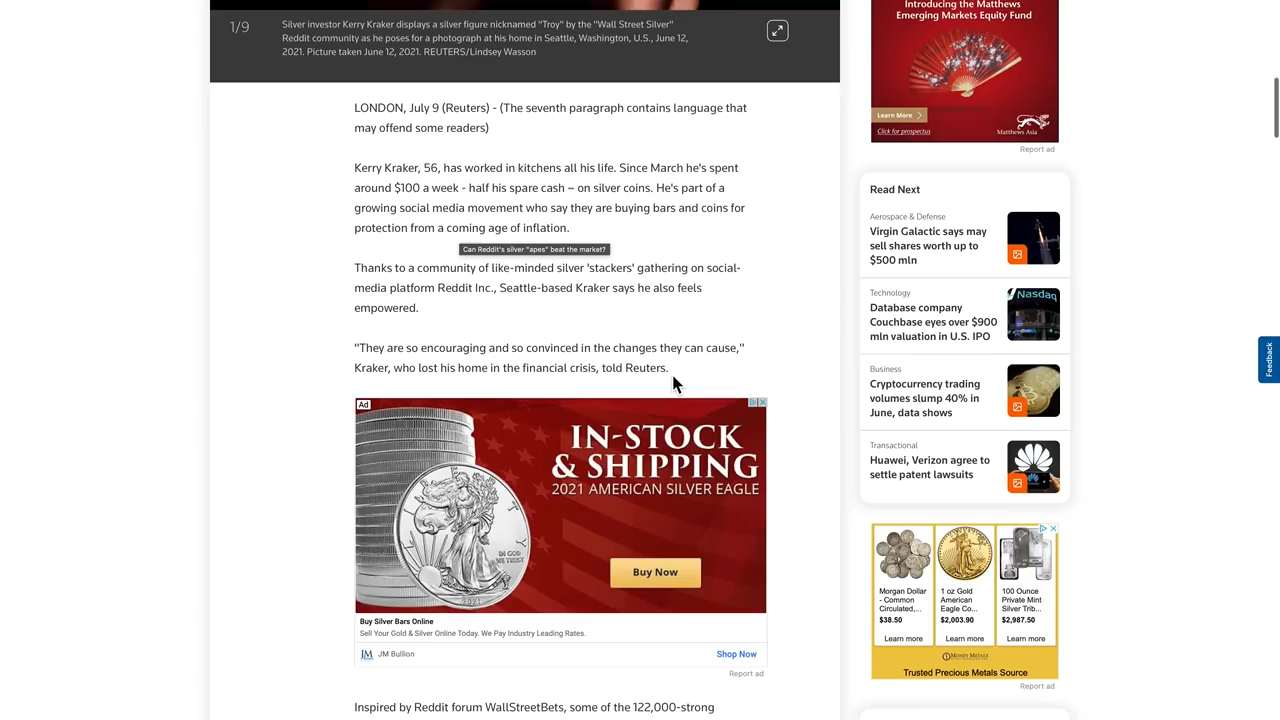 1/9
Silver investor Kerry Kraker displays a silver figure nicknamed "Troy" by the "Wall Street Silver"
Reddit community as he poses for a photograph at his home in Seattle, Washington, U.S., June 12,
2021. Picture taken June 12, 2021. REUTERS/Lindsey Wasson
LONDON, July 9 (Reuters) - (The seventh paragraph contains language that
may offend some readers)
Kerry Kraker, 56, has worked in kitchens all his life. Since March he's spent
around $100 a week - half his spare cash – on silver coins. He's part of a
growing social media movement who say they are buying bars and coins for
protection from a coming age of inflation.
Can Reddit's silver "apes" beat the market?
Thanks to a community of like-minded silver 'stackers' gathering on social-
media platform Reddit Inc., Seattle-based Kraker says he also feels
empowered.
"They are so encouraging and so convinced in the changes they can cause,"
Kraker, who lost his home in the financial crisis, told Reuters.
Ad
IN-STOCK
& SHIPPING
2021 AMERICAN SILVER EAGLE
Buy Now
IN GOD
WE TRUST
2021
Buy Silver Bars Online
Sell Your Gold & Silver Online Today. We Pay Industry Leading Rates.
JM
JM Bullion
Shop Now
Report ad
Inspired by Reddit forum WallStreetBets, some of the 122,000-strong
Introducing the Matthews
Emerging Markets Equity Fund
Learn More
Click for prospectus
Matthews Asia
Report ad
Read Next
Aerospace & Defense
Virgin Galactic says may
sell shares worth up to
$500 mln
Technology
Database company
Couchbase eyes over $900
mln valuation in U.S. IPO
Nasdaq
Business
Cryptocurrency trading
volumes slump 40% in
June, data shows
Transactional
Huawei, Verizon agree to
settle patent lawsuits
Morgan Dollar
- Common
Circulated,...
$38.50
Learn more
1 oz Gold
American
Eagle Co...
$2,003.90
Learn more
100 Ounce
Private Mint
Silver Trib...
$2,987.50
Learn more
MONEY METALS
Trusted Precious Metals Source
Report ad
Feedback